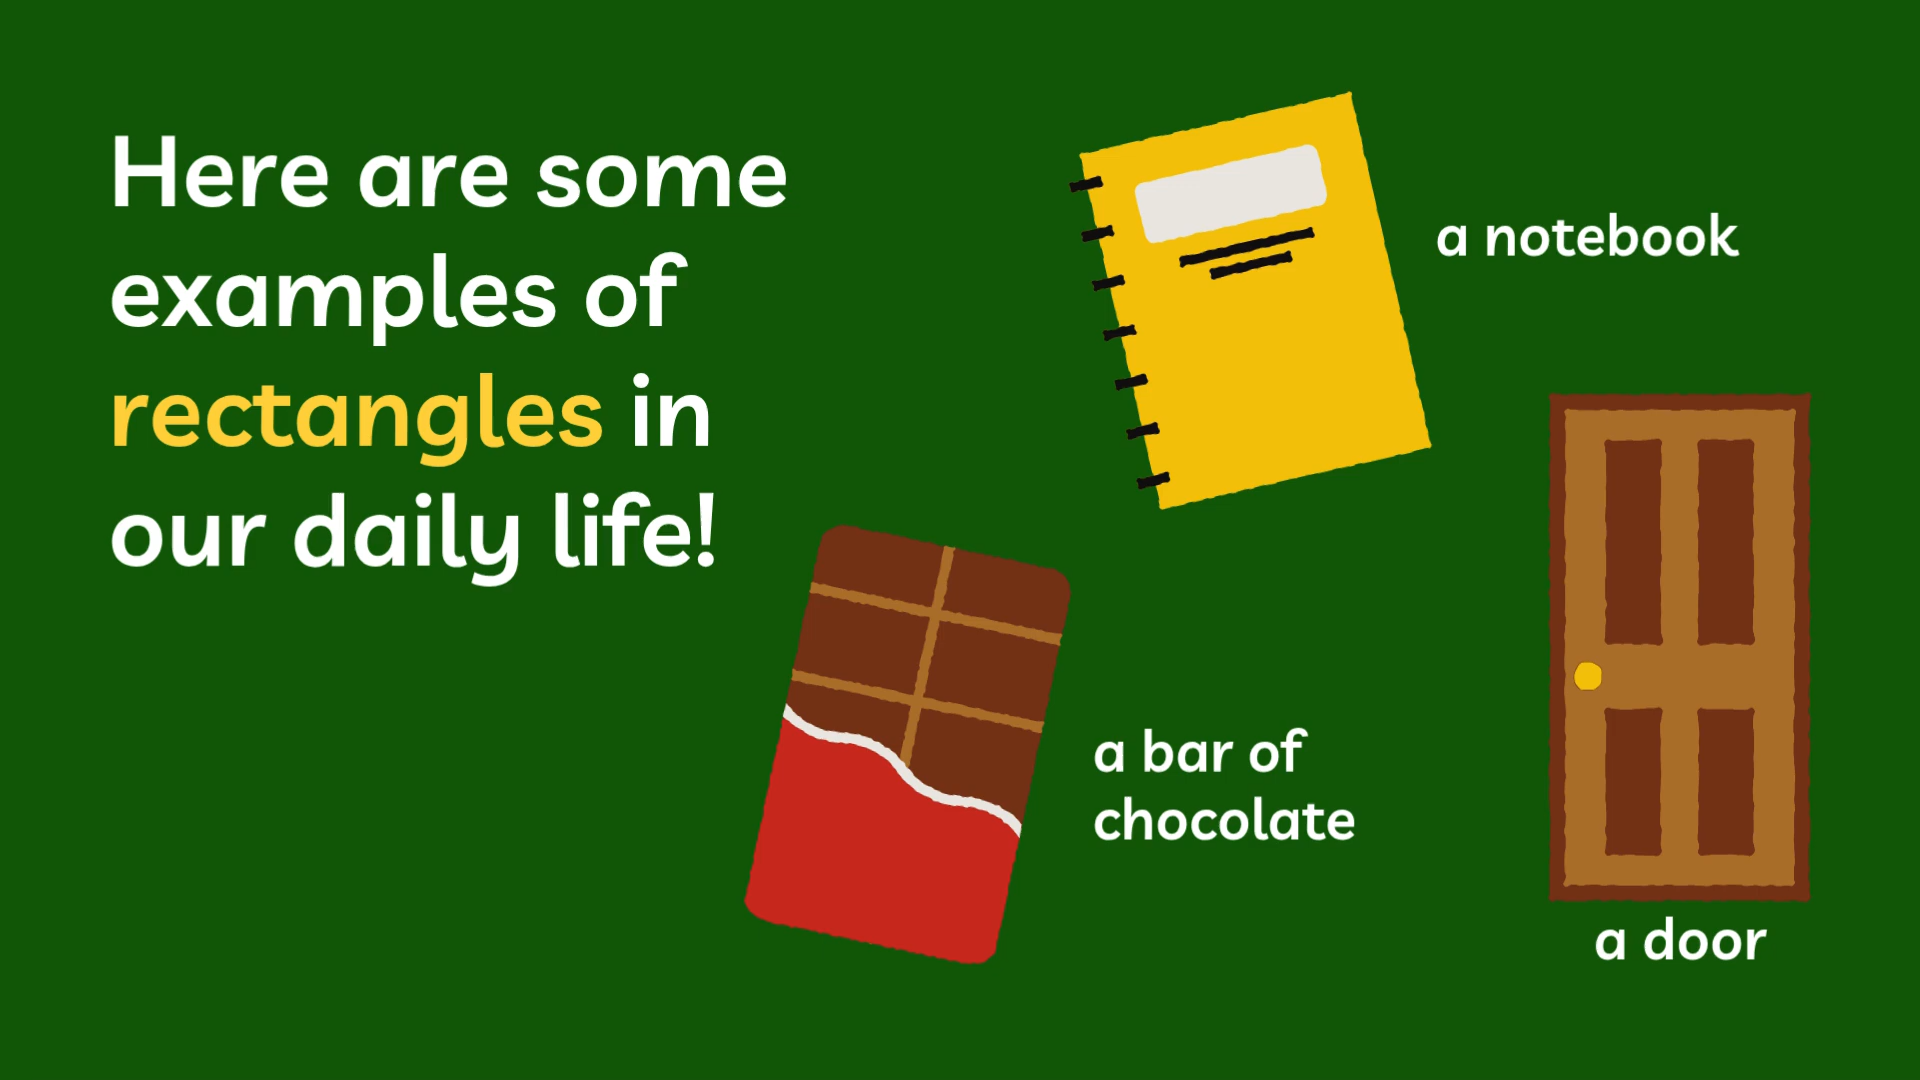 Here are some
examples of
rectangles in
our daily life!
a notebook
a bar of
chocolate
a door